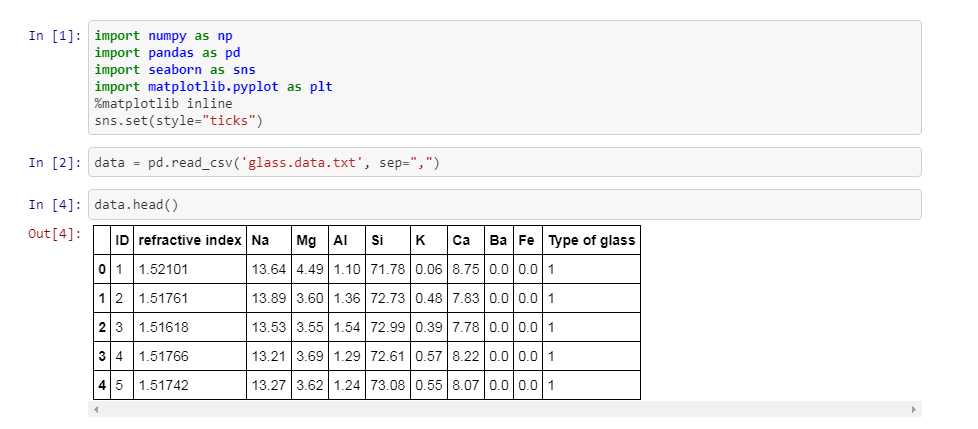 In [1]: import numpy as np
import pandas as pd
import seaborn as sns
import matplotlib.pyplot as plt
%matplotlib inline
sns.set(style="ticks")
In [2]: data = pd.read_csv('glass.data.txt', sep=",")
In [4]: data.head()
Out[4]:
ID refractive index Na Mg Al Si K Ca Ba Fe Type of glass
0 1 1.52101 13.64 4.49 1.10 71.78 0.06 8.75 0.0 0.0 1
1 2 1.51761 13.89 3.60 1.36 72.73 0.48 7.83 0.0 0.0 1
2 3 1.51618 13.53 3.55 1.54 72.99 0.39 7.78 0.0 0.0 1
3 4 1.51766 13.21 3.69 1.29 72.61 0.57 8.22 0.0 0.0 1
4 5 1.51742 13.27 3.62 1.24 73.08 0.55 8.07 0.0 0.0 1